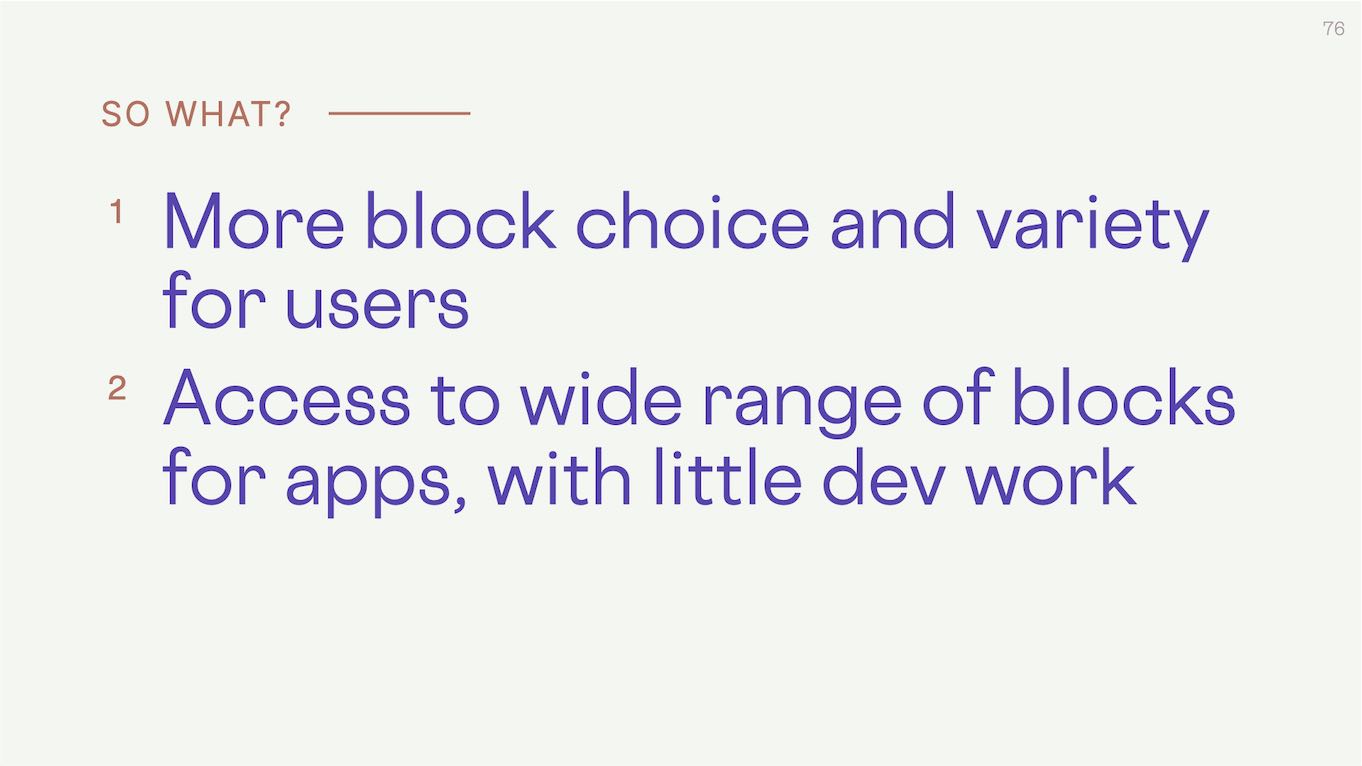 76
SO WHAT?
1 More block choice and variety
for users
2 Access to wide range of blocks
for apps, with little dev work